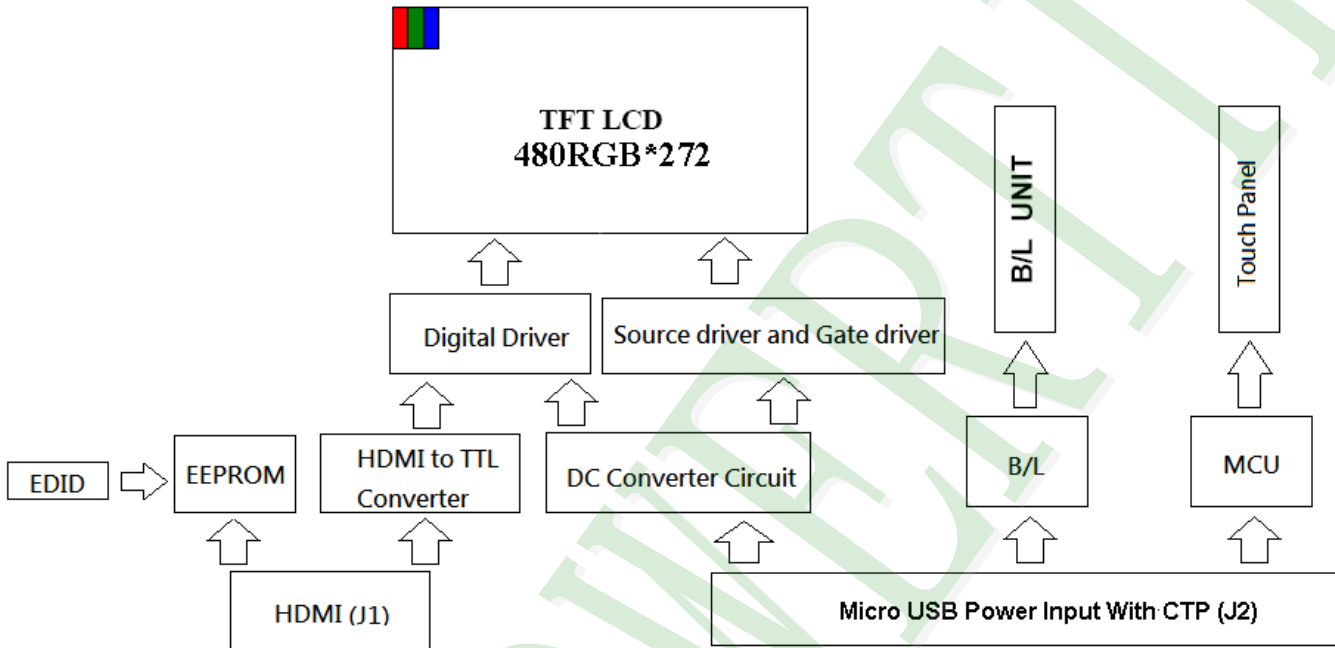 TFT LCD
480RGB*272
B/L UNIT
Touch Panel
Digital Driver
Source driver and Gate driver
EDID
EEPROM
HDMI to TTL
Converter
DC Converter Circuit
B/L
MCU
HDMI (J1)
Micro USB Power Input With CTP (J2)